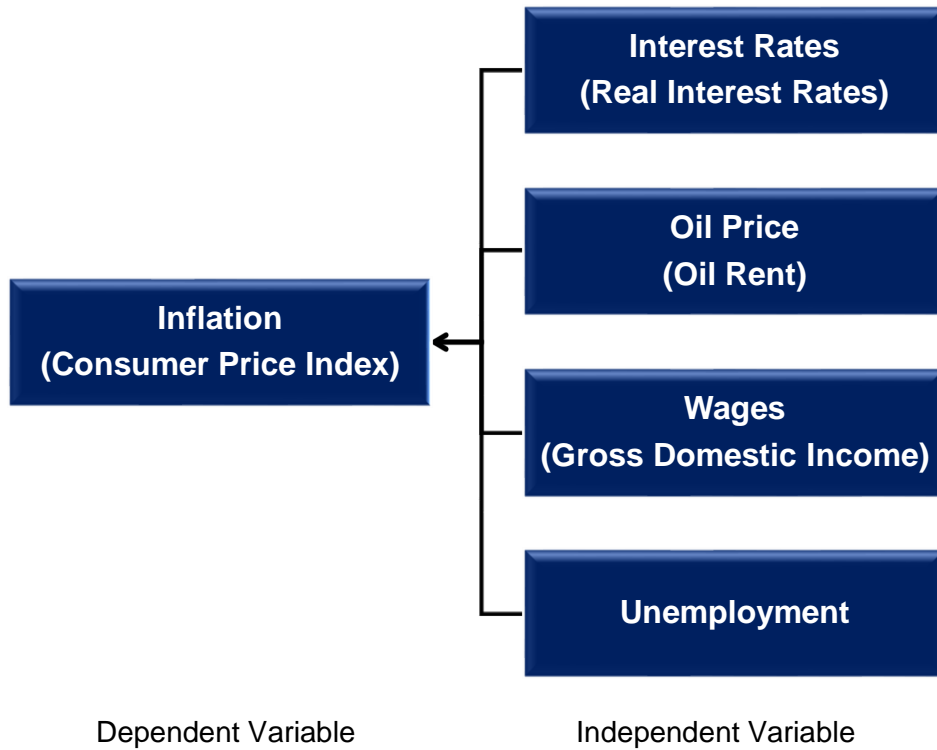 Interest Rates
(Real Interest Rates)
Oil Price
(Oil Rent)
Inflation
(Consumer Price Index)
Wages
(Gross Domestic Income)
Unemployment
Dependent Variable
Independent Variable